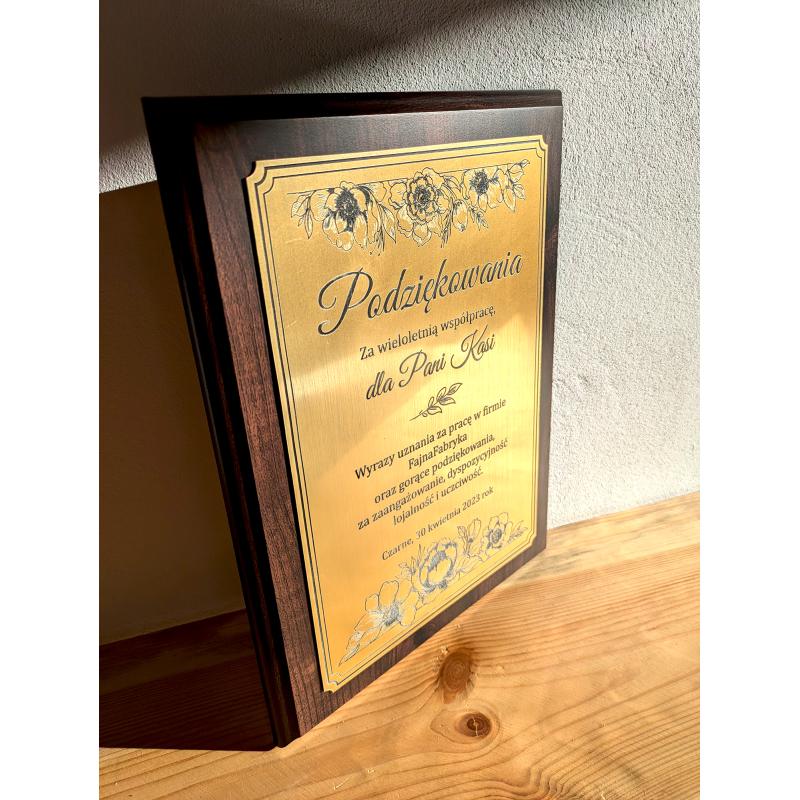 Podziękowania
Za wieloletnią współpracę,
dla Pani Kasi
Wyrazy uznania za pracę w firmie
FajnaFabryka
oraz gorące podziękowania,
za zaangażowanie, dyspozycyjność
lojalność i uczciwość.
Czarne, 30 kwietnia 2023 rok